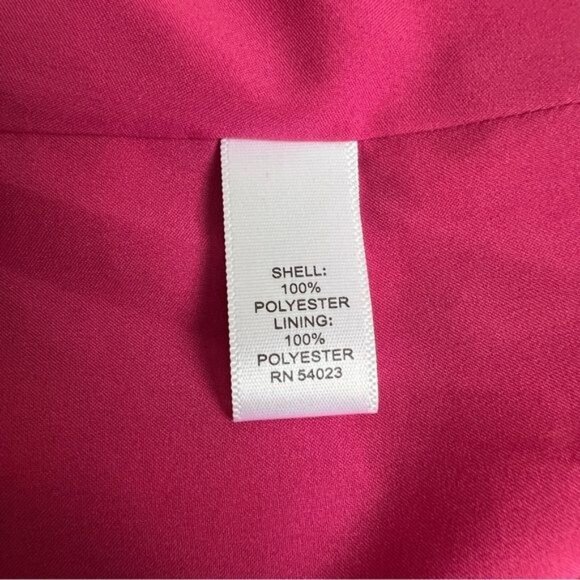 SHELL:
100%
POLYESTER
LINING:
100%
POLYESTER
RN 54023